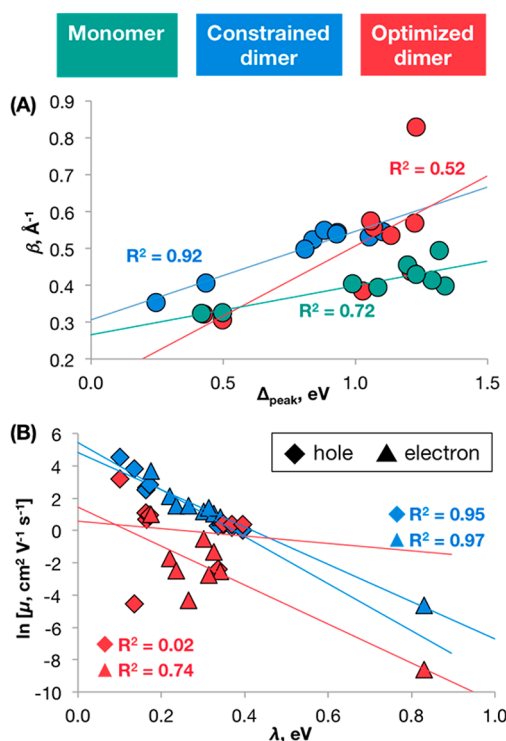 Monomer
Constrained dimer
Optimized dimer
(A)
0.9
0.8
0.7
0.6
0.5
0.4
0.3
0.2
β, Å⁻¹
R² = 0.52
R² = 0.92
R² = 0.72
0.0
0.5
1.0
1.5
Δpeak, eV
(B)
6
4
2
0
-2
-4
-6
-8
-10
ln [μ, cm² V⁻¹ s⁻¹)
hole
electron
R² = 0.95
R² = 0.97
R² = 0.02
R² = 0.74
0.0
0.2
0.4
0.6
0.8
1.0
λ, eV